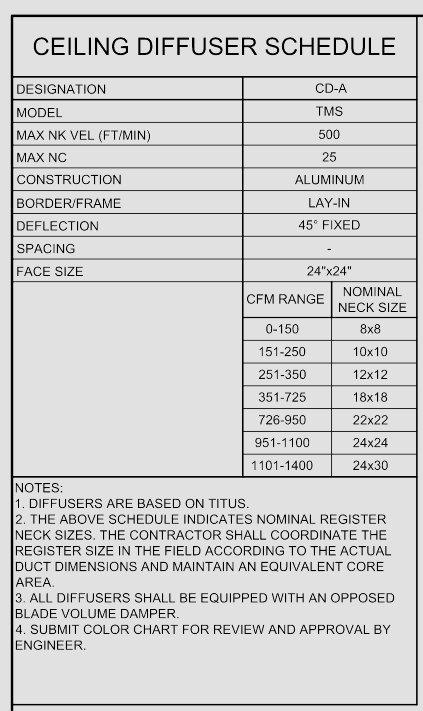 CEILING DIFFUSER SCHEDULE
DESIGNATION CD-A
MODEL TMS
MAX NK VEL (FT/MIN) 500
MAX NC 25
CONSTRUCTION ALUMINUM
BORDER/FRAME LAY-IN
DEFLECTION 45° FIXED
SPACING -
FACE SIZE 24"x24"
CFM RANGE NOMINAL
NECK SIZE
0-150 8x8
151-250 10x10
251-350 12x12
351-725 18x18
726-950 22x22
951-1100 24x24
1101-1400 24x30
NOTES:
1. DIFFUSERS ARE BASED ON TITUS.
2. THE ABOVE SCHEDULE INDICATES NOMINAL REGISTER
NECK SIZES. THE CONTRACTOR SHALL COORDINATE THE
REGISTER SIZE IN THE FIELD ACCORDING TO THE ACTUAL
DUCT DIMENSIONS AND MAINTAIN AN EQUIVALENT CORE
AREA.
3. ALL DIFFUSERS SHALL BE EQUIPPED WITH AN OPPOSED
BLADE VOLUME DAMPER.
4. SUBMIT COLOR CHART FOR REVIEW AND APPROVAL BY
ENGINEER.